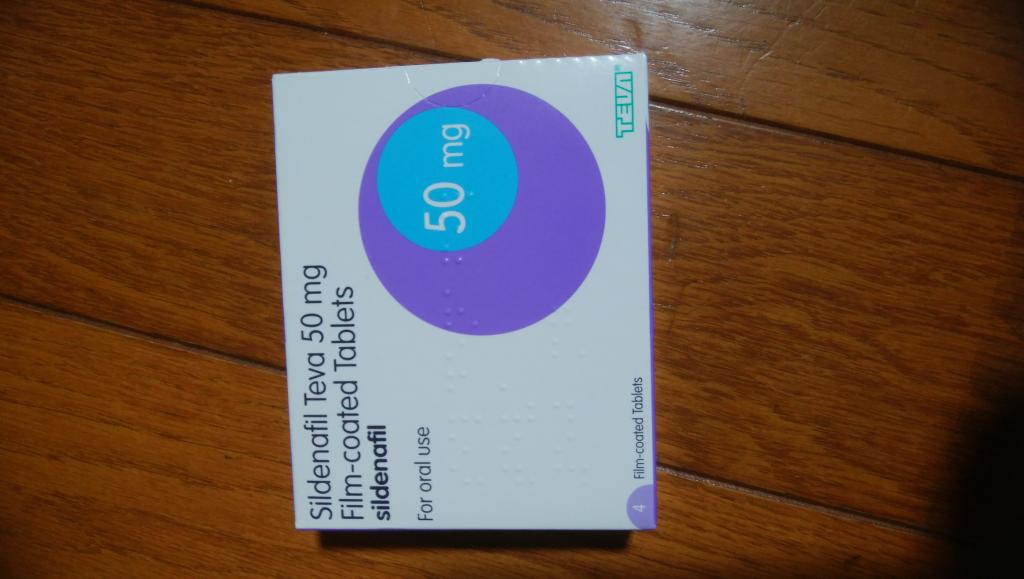 Sildenafil Teva 50 mg
Film-coated Tablets
sildenafil
For oral use
50 mg
4
Film-coated Tablets
TEVA